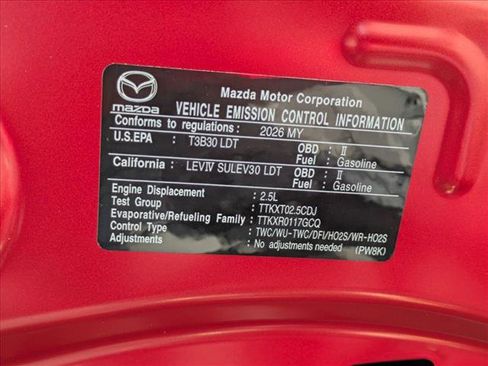 Mazda Motor Corporation
mazda
VEHICLE EMISSION CONTROL INFORMATION
Conforms to regulations: 2026 MY
U.S.EPA : T3B30 LDT OBD : II
Fuel : Gasoline
California : LEVIV SULEV30 LDT OBD : II
Fuel : Gasoline
Engine Displacement : 2.5L
Test Group : TTKXT02.5CDJ
Evaporative/Refueling Family : TTKXR0117GCQ
Control Type : TWC/WU-TWC/DFI/HO2S/WR-HO2S
Adjustments : No adjustments needed (PW8K)